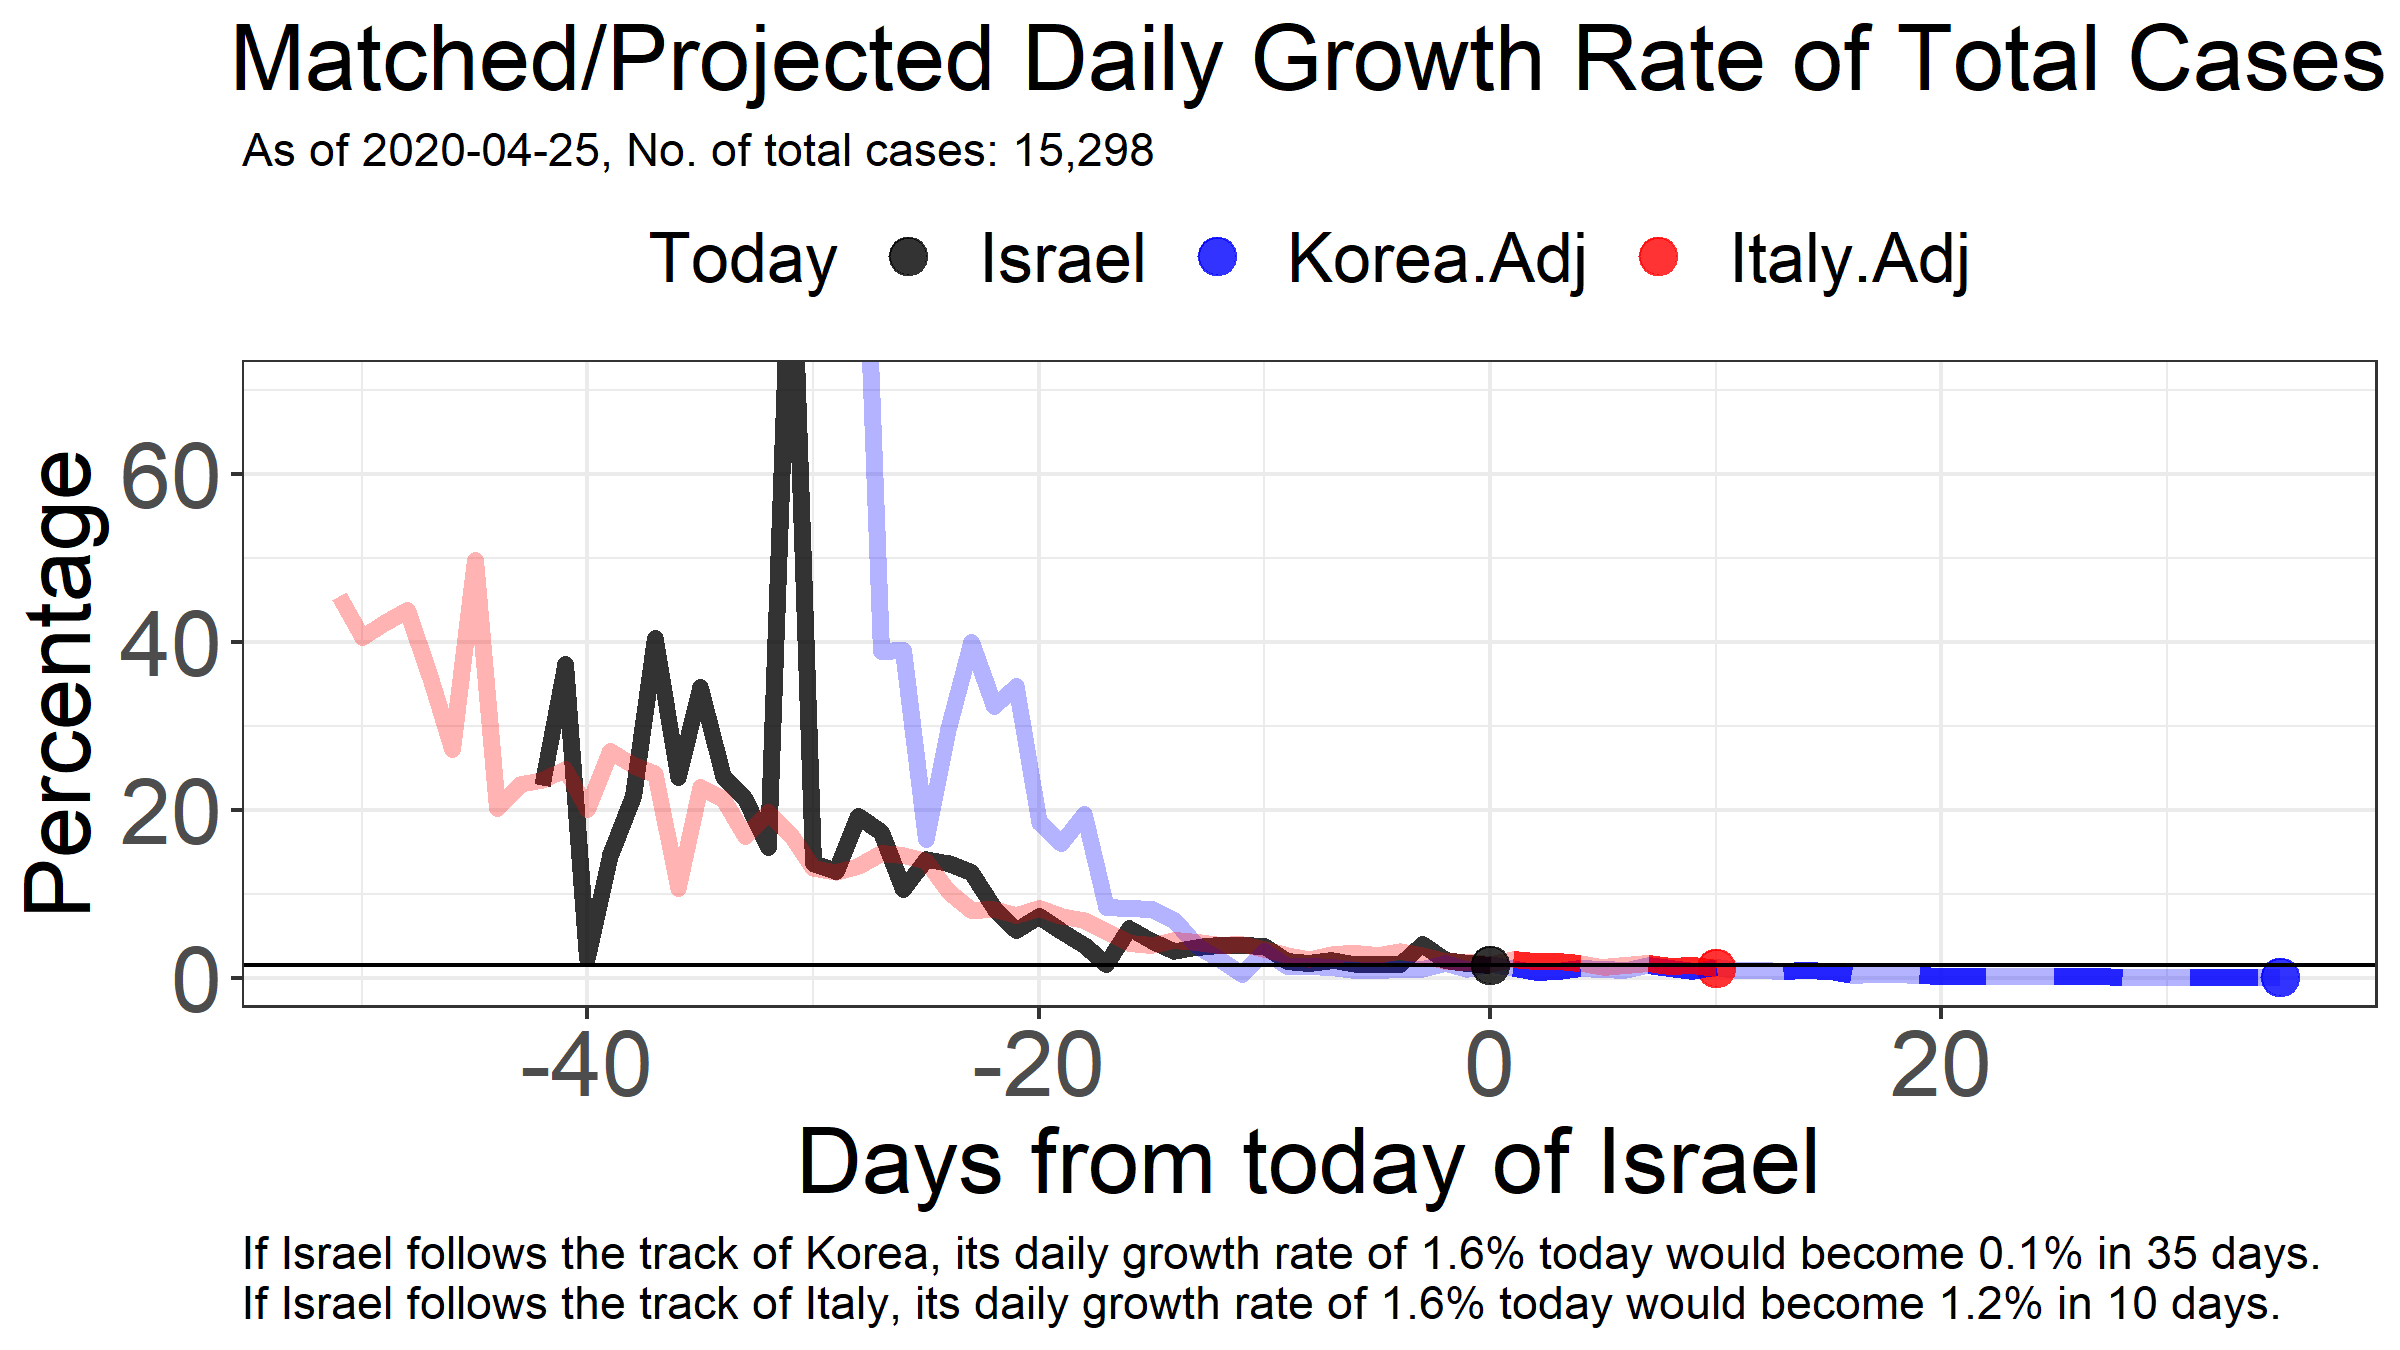 Matched/Projected Daily Growth Rate of Total Cases
As of 2020-04-25, No. of total cases: 15,298
Today Israel Korea.Adj Italy.Adj
Percentage
60
40
20
0
-40 -20 0 20
Days from today of Israel
If Israel follows the track of Korea, its daily growth rate of 1.6% today would become 0.1% in 35 days.
If Israel follows the track of Italy, its daily growth rate of 1.6% today would become 1.2% in 10 days.